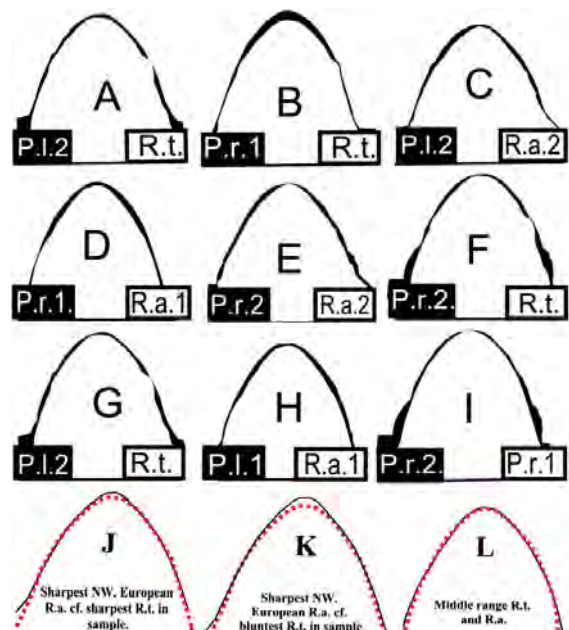 A
P.l.2 R.t.
B
P.r.1 R.t.
C
P.l.2 R.a.2
D
P.r.1. R.a.1
E
P.r.2 R.a.2
F
P.r.2. R.t.
G
P.l.2 R.t.
H
P.l.1 R.a.1
I
P.r.2. P.r.1
J
Sharpest NW. European
R.a. cf. sharpest R.t. in
sample.
K
Sharpest NW.
European R.a. cf.
bluntest R.t. in sample
L
Middle range R.t.
and R.a.